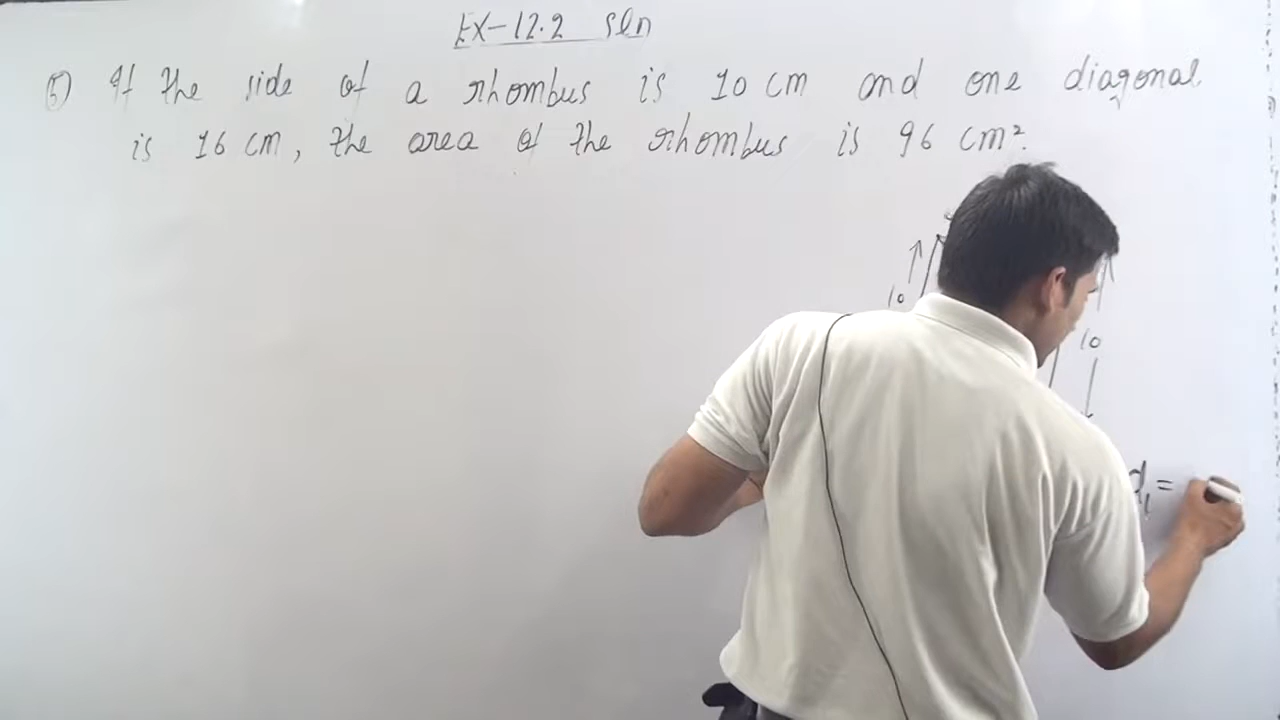 Ex-12.2 Sln
5) If the side of a rhombus is 10 cm and one diagonal
is 16 cm, the area of the rhombus is 96 cm².
10
10
d₁ =